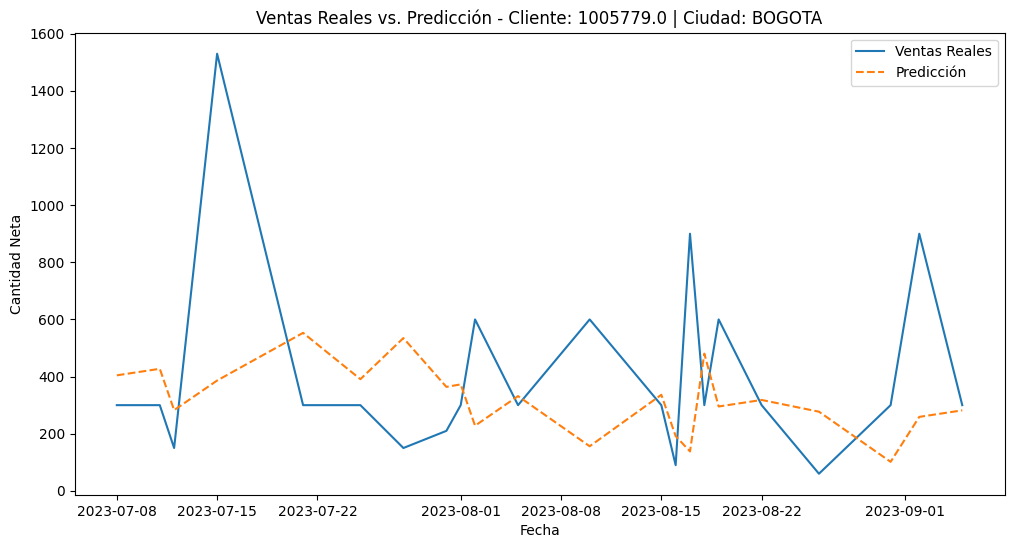 Ventas Reales vs. Predicción - Cliente: 1005779.0 | Ciudad: BOGOTA
Ventas Reales
Predicción
Cantidad Neta
1600
1400
1200
1000
800
600
400
200
0
2023-07-08 2023-07-15 2023-07-22 2023-08-01 2023-08-08 2023-08-15 2023-08-22 2023-09-01
Fecha